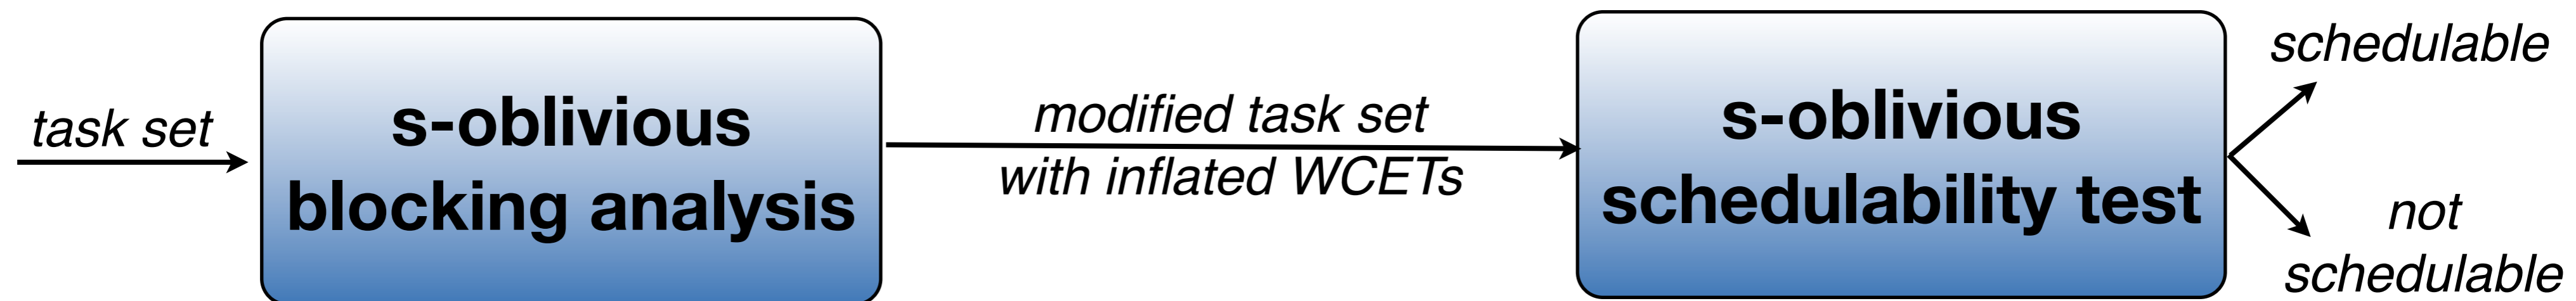 task set
s-oblivious
blocking analysis
modified task set
with inflated WCETs
s-oblivious
schedulability test
schedulable
not
schedulable